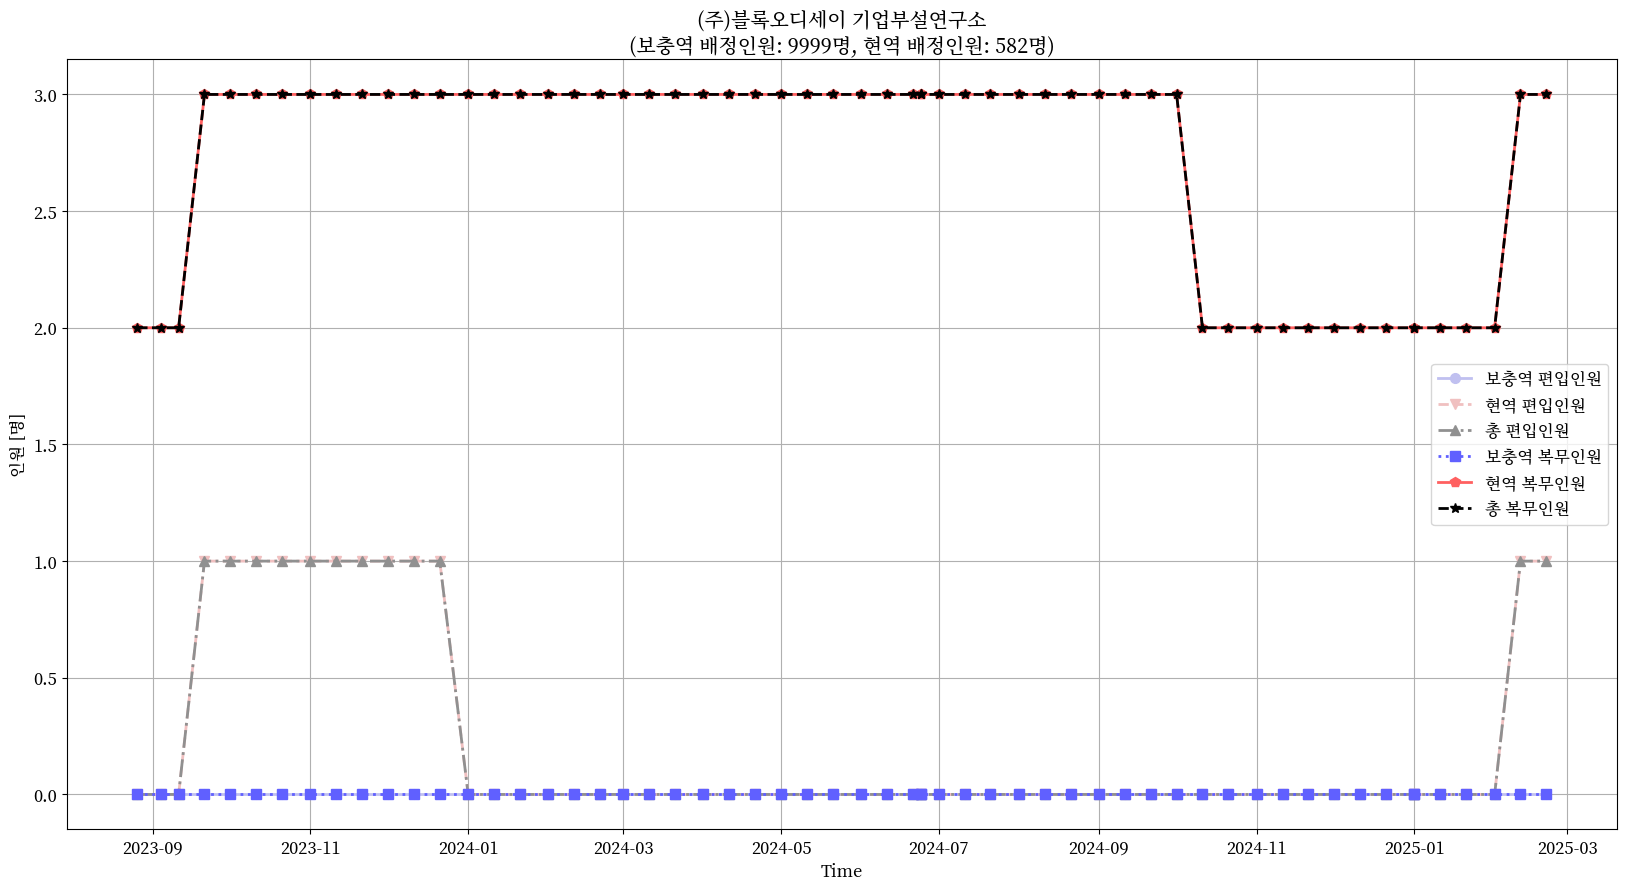 (주)블록오디세이 기업부설연구소
(보충역 배정인원: 9999명, 현역 배정인원: 582명)
3.0
2.5
2.0
1.5
1.0
0.5
0.0
인원 [명]
보충역 편입인원
현역 편입인원
총 편입인원
보충역 복무인원
현역 복무인원
총 복무인원
2023-09 2023-11 2024-01 2024-03 2024-05 2024-07 2024-09 2024-11 2025-01 2025-03
Time